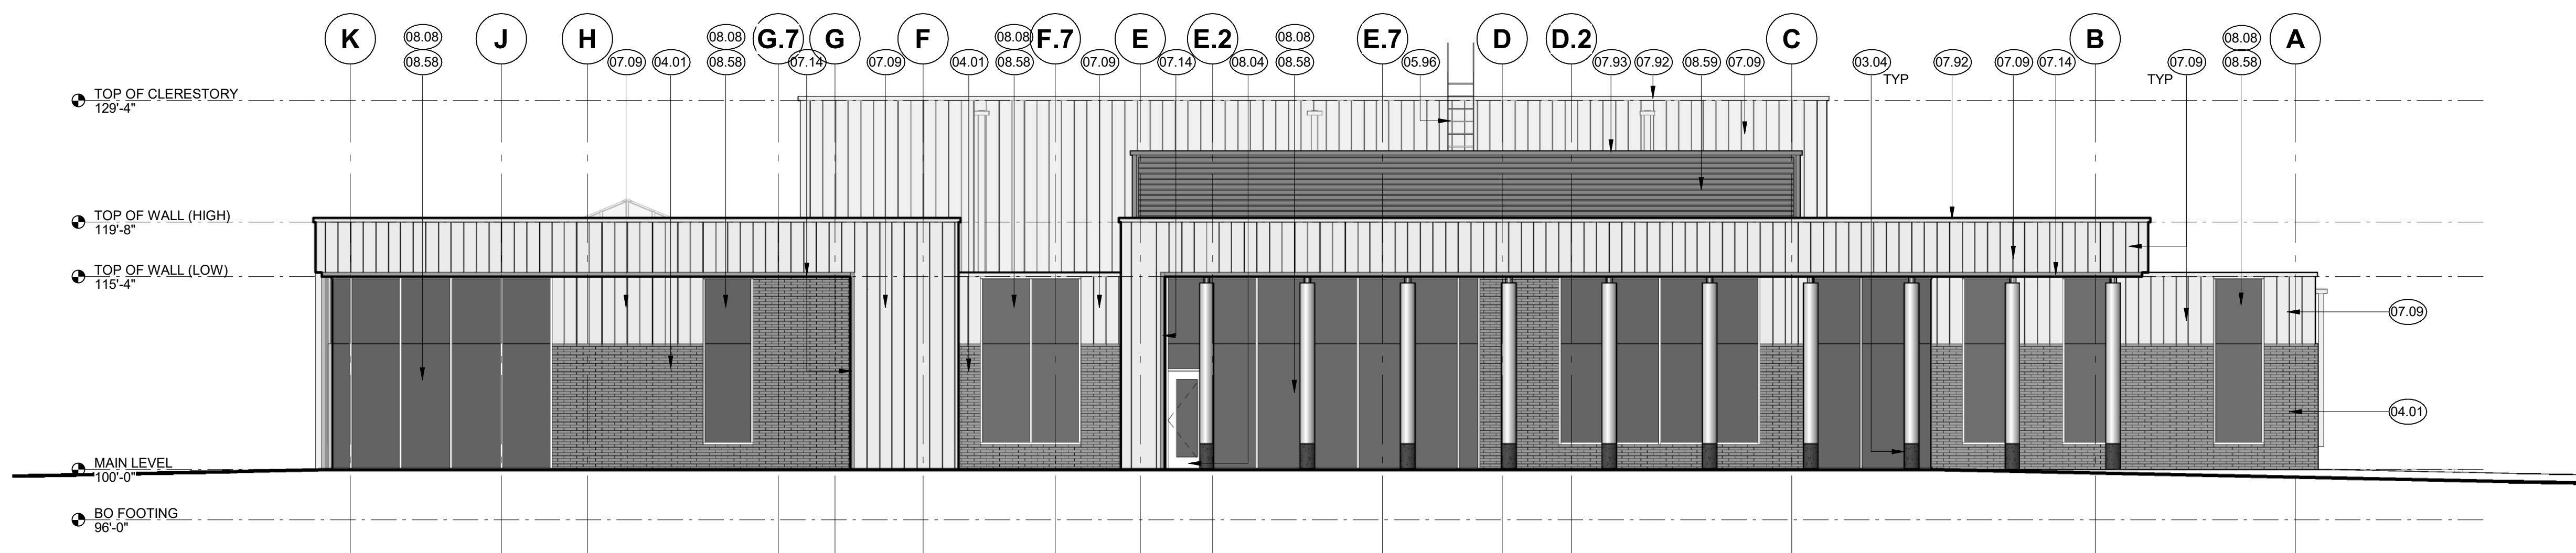 K
08.08
08.58
J
H
07.09
04.01
08.08
08.58
G.7
07.14
G
07.09
F
04.01
08.08
08.58
F.7
07.09
E
07.14
E.2
08.04
08.08
08.58
E.7
05.96
D
D.2
07.93
07.92
08.59
07.09
C
03.04
TYP
07.92
07.09
07.14
B
TYP
07.09
08.08
08.58
A
TOP OF CLERESTORY
129'-4"
TOP OF WALL (HIGH)
119'-8"
TOP OF WALL (LOW)
115'-4"
07.09
04.01
MAIN LEVEL
100'-0"
BO FOOTING
96'-0"